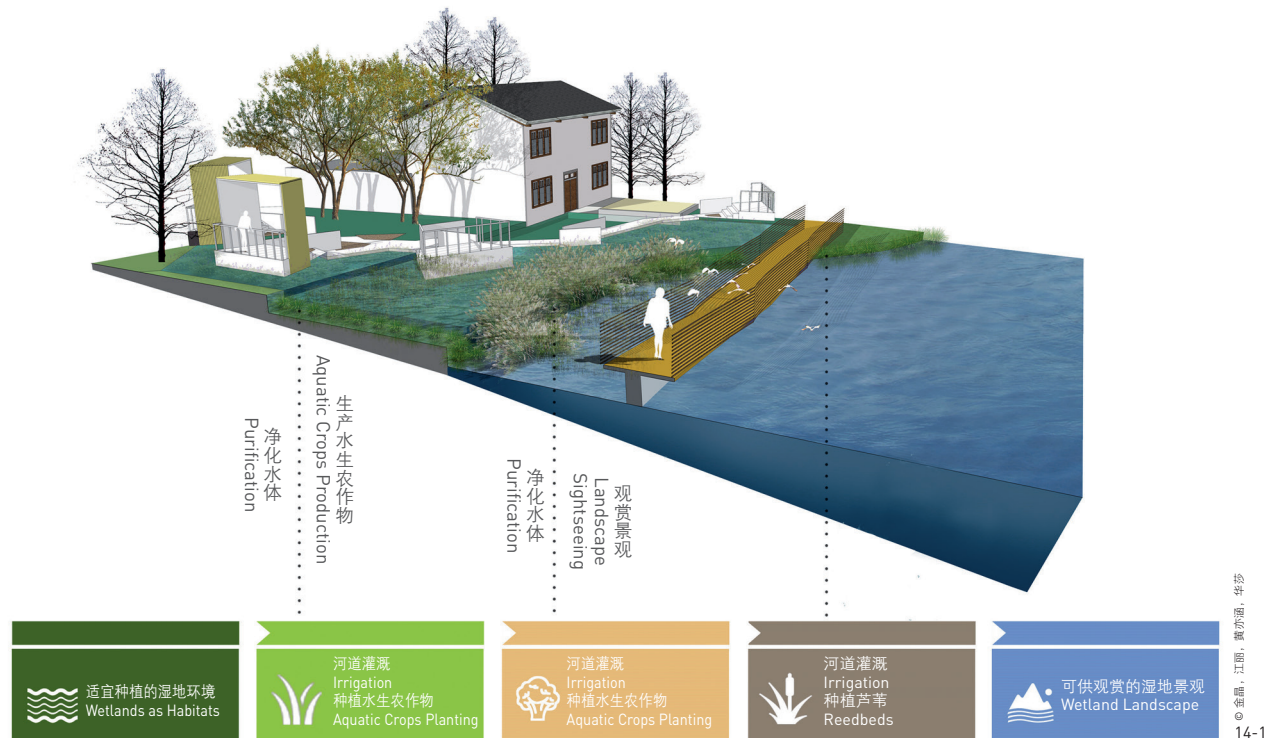 净化水体
Purification
生产水生农作物
Aquatic Crops Production
净化水体
Purification
观赏景观
Landscape
Sightseeing
适宜种植的湿地环境
Wetlands as Habitats
河道灌溉
Irrigation
种植水生农作物
Aquatic Crops Planting
河道灌溉
Irrigation
种植水生农作物
Aquatic Crops Planting
河道灌溉
Irrigation
种植芦苇
Reedbeds
可供观赏的湿地景观
Wetland Landscape
© 金晶，江丽，黄亦涵，华莎
14-1